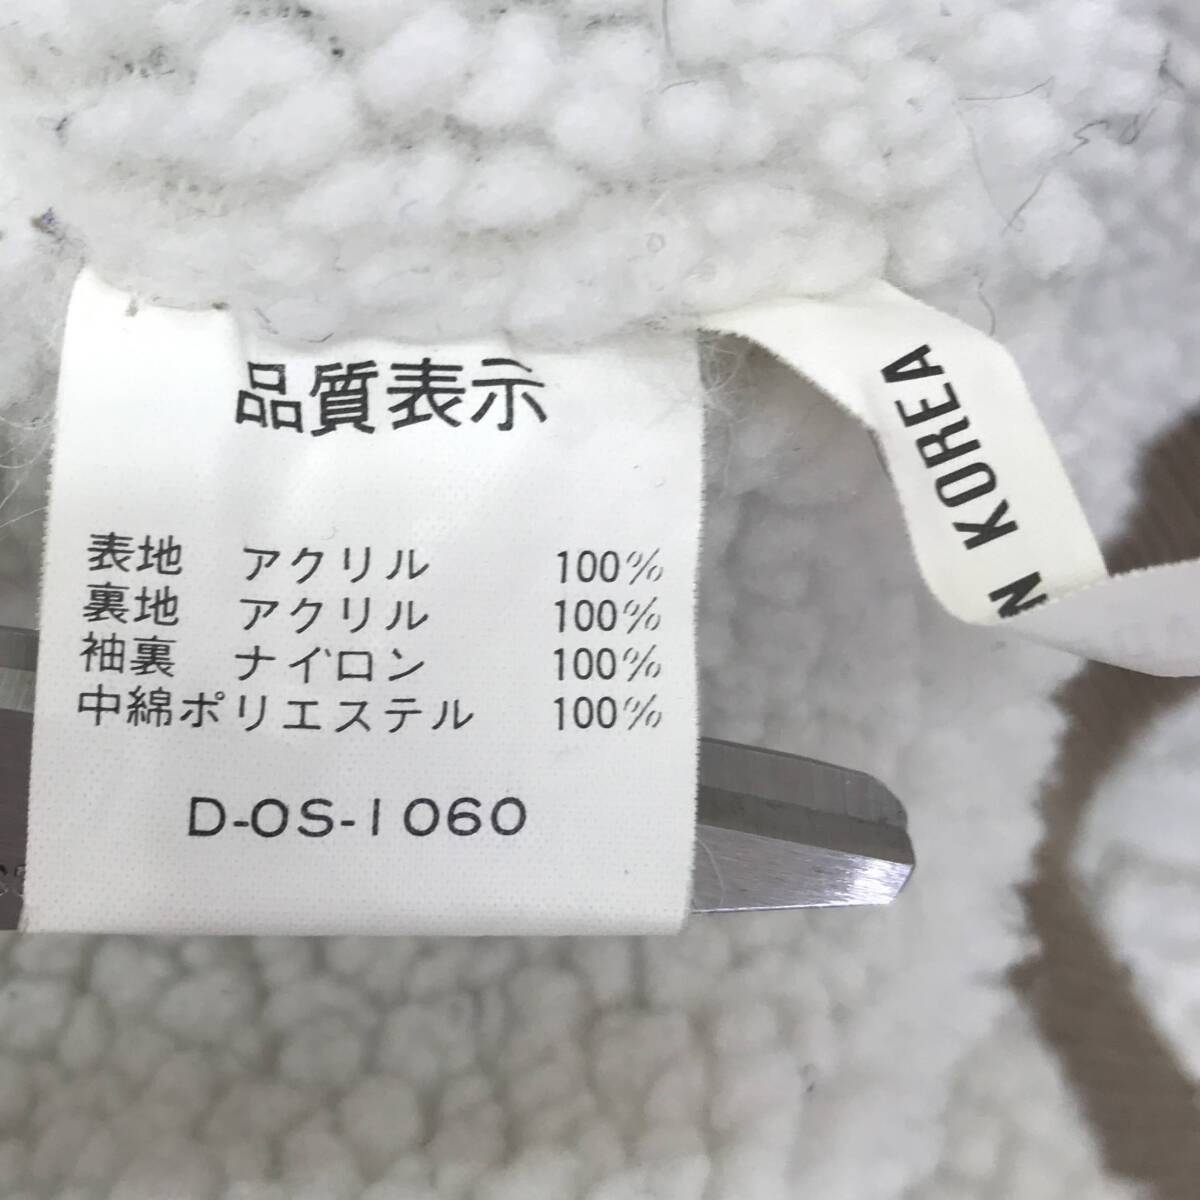 品質表示
表地 アクリル 100%
裏地 アクリル 100%
袖裏 ナイロン 100%
中綿ポリエステル 100%
D-OS-1060
N KOREA